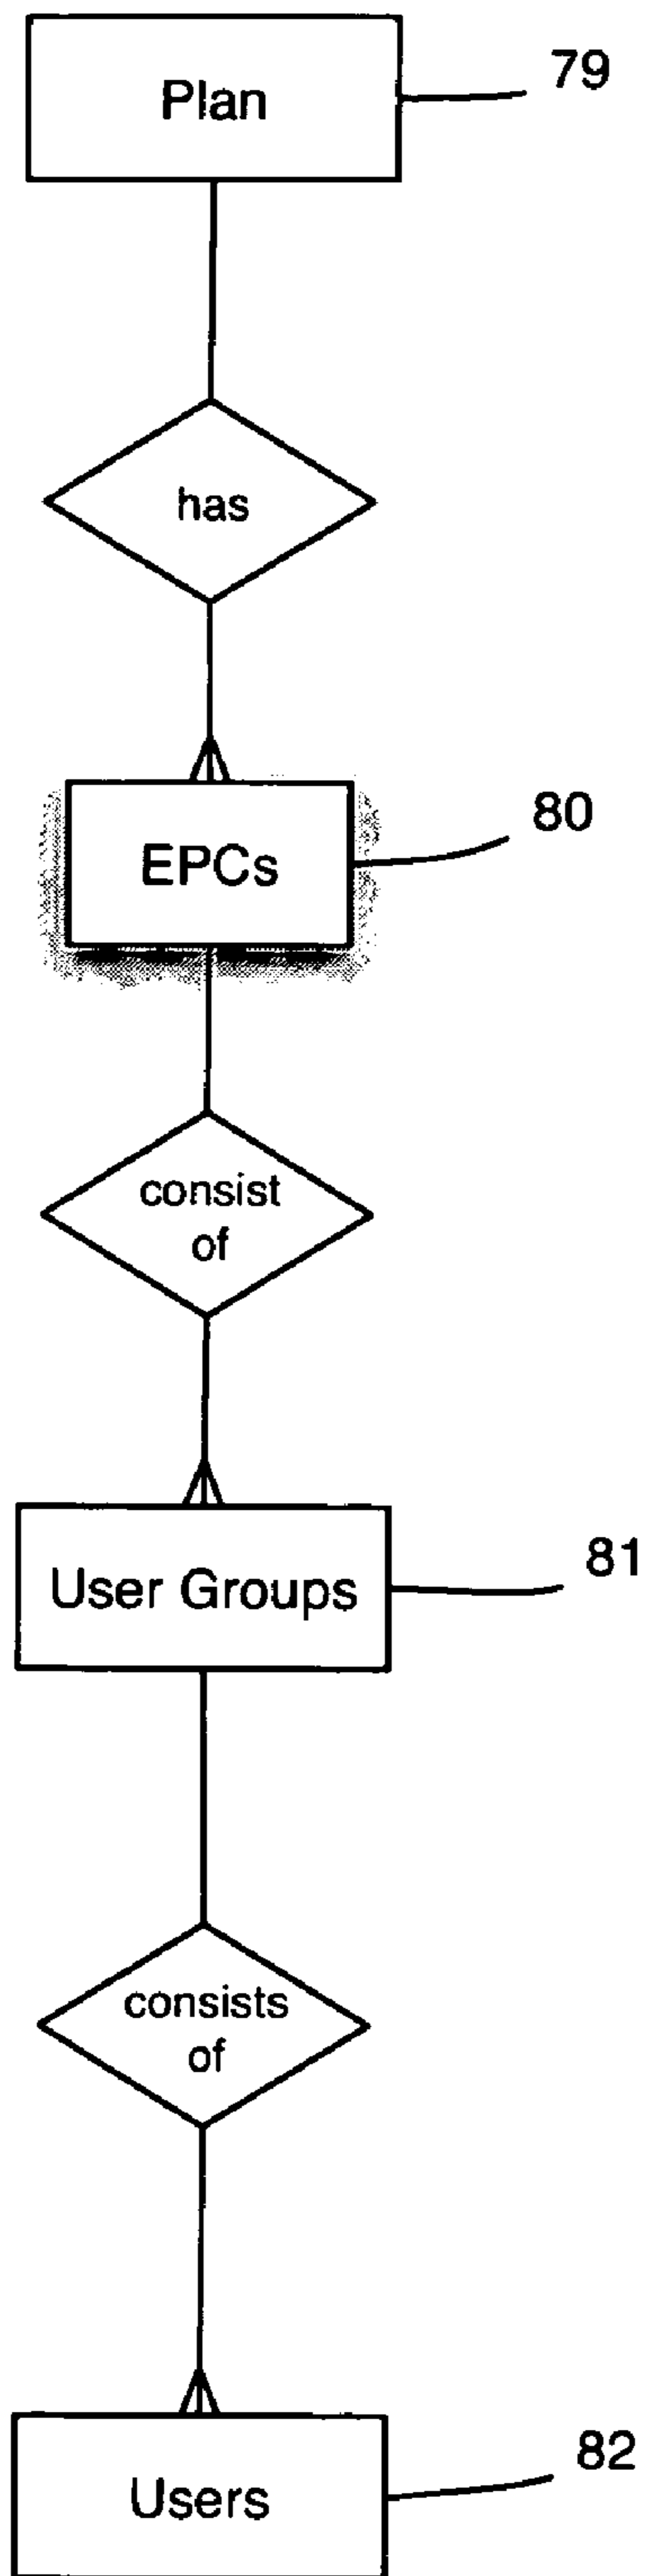 Plan
79
has
EPCs
80
consist
of
User Groups
81
consists
of
Users
82